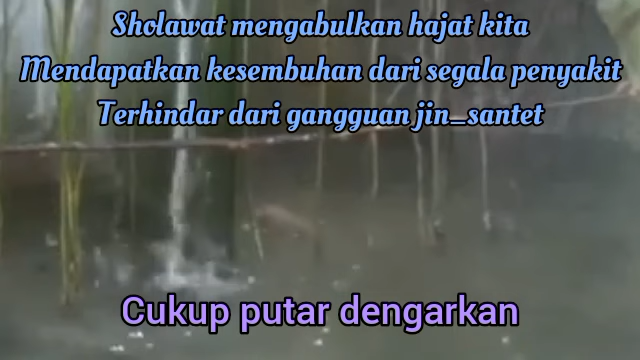 Sholawat mengabulkan hajat kita
Mendapatkan kesembuhan dari segala penyakit
Terhindar dari gangguan jin_santet
Cukup putar dengarkan